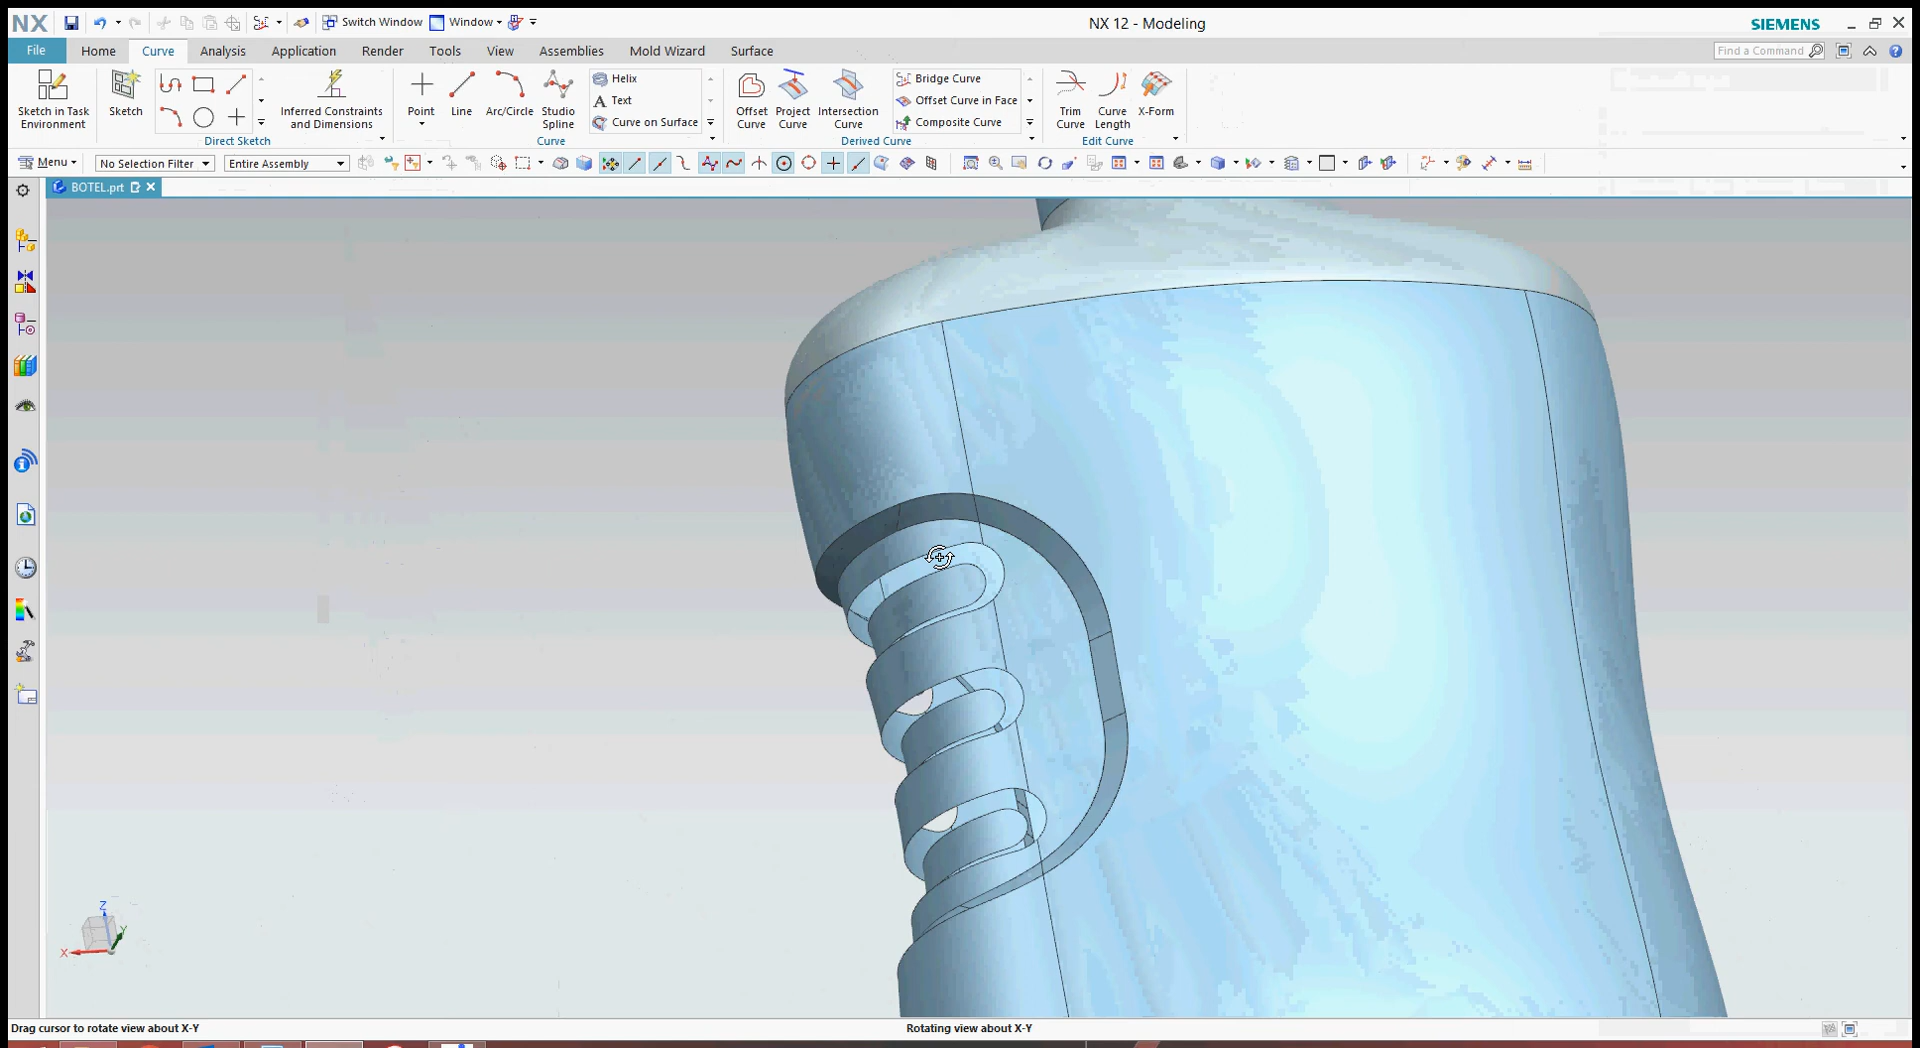 NX Switch Window Window NX 12 - Modeling SIEMENS
File Home Curve Analysis Application Render Tools View Assemblies Mold Wizard Surface Find a Command
Sketch in Task Environment
Sketch
Inferred Constraints and Dimensions
Direct Sketch
Point
Line
Arc/Circle
Studio Spline
Helix
A Text
Curve on Surface
Curve
Offset Curve
Project Curve
Intersection Curve
Bridge Curve
Offset Curve in Face
Composite Curve
Derived Curve
Trim Curve
Curve Length
X-Form
Edit Curve
Menu No Selection Filter Entire Assembly
BOTEL.prt
Z
Y
X
Drag cursor to rotate view about X-Y Rotating view about X-Y